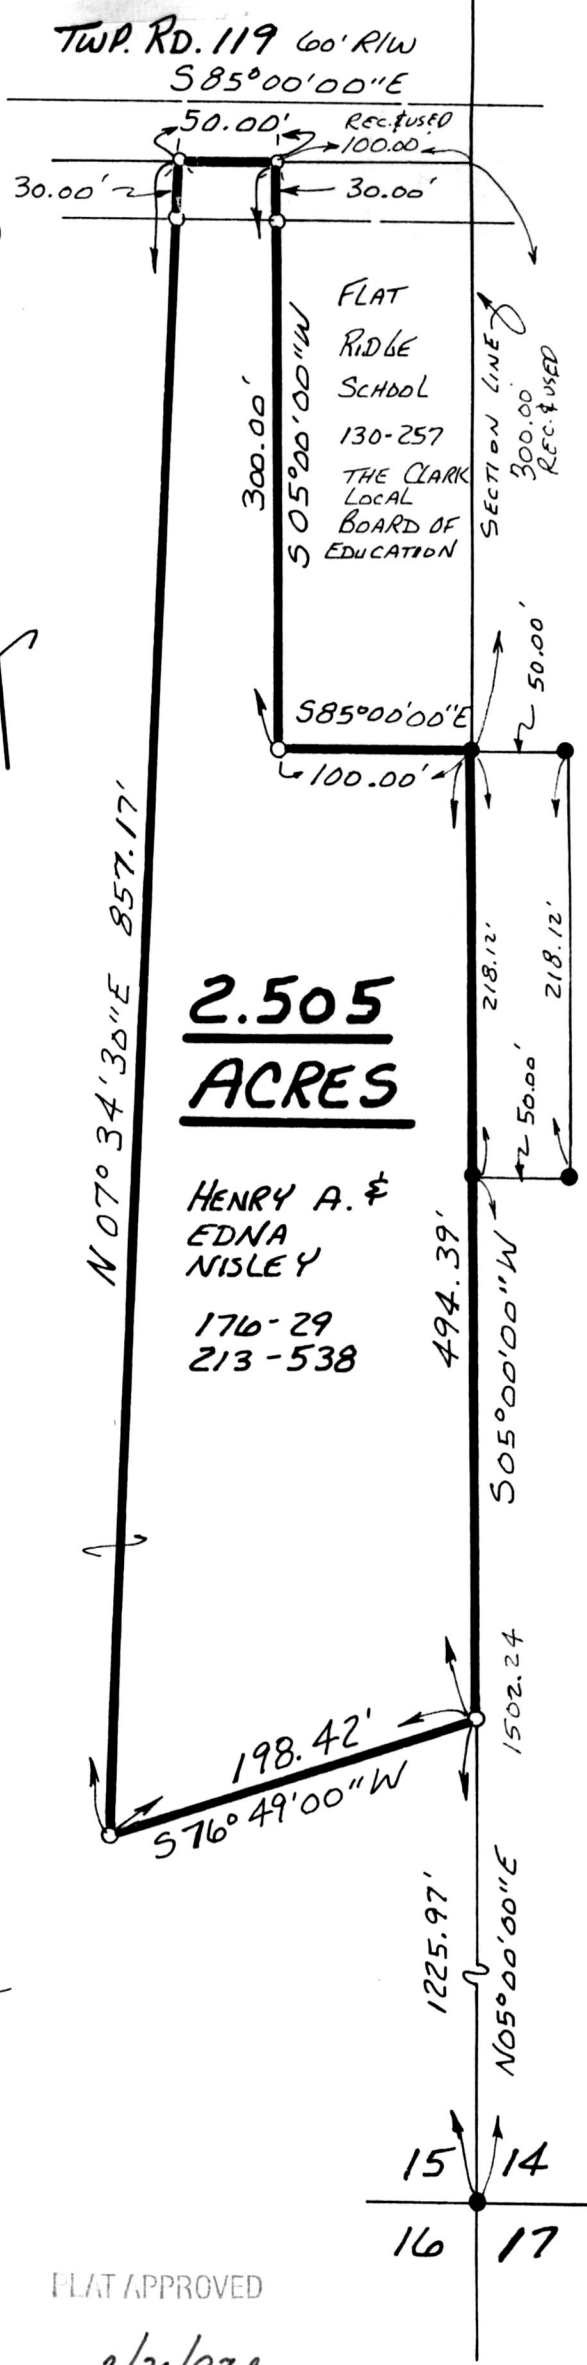 TWP. RD. 119 60' R/W
S 85°00'00"E
50.00'
REC.&USED
100.00
30.00'
30.00'
FLAT
RIDGE
SCHOOL
130-257
THE CLARK
LOCAL
BOARD OF
EDUCATION
300.00'
S 05°00'00"W
SECTION LINE
300.00'
REC.&USED
S85°00'00"E
100.00'
50.00'
N 07° 34' 30"E 857.17'
218.12'
218.12'
2.505
ACRES
50.00'
HENRY A. &
EDNA
NISLEY
176-29
213-538
494.39'
S05°00'00"W
1502.24
198.42'
S76°49'00"W
1225.97'
N05°00'00"E
15 14
16 17
PLAT APPROVED